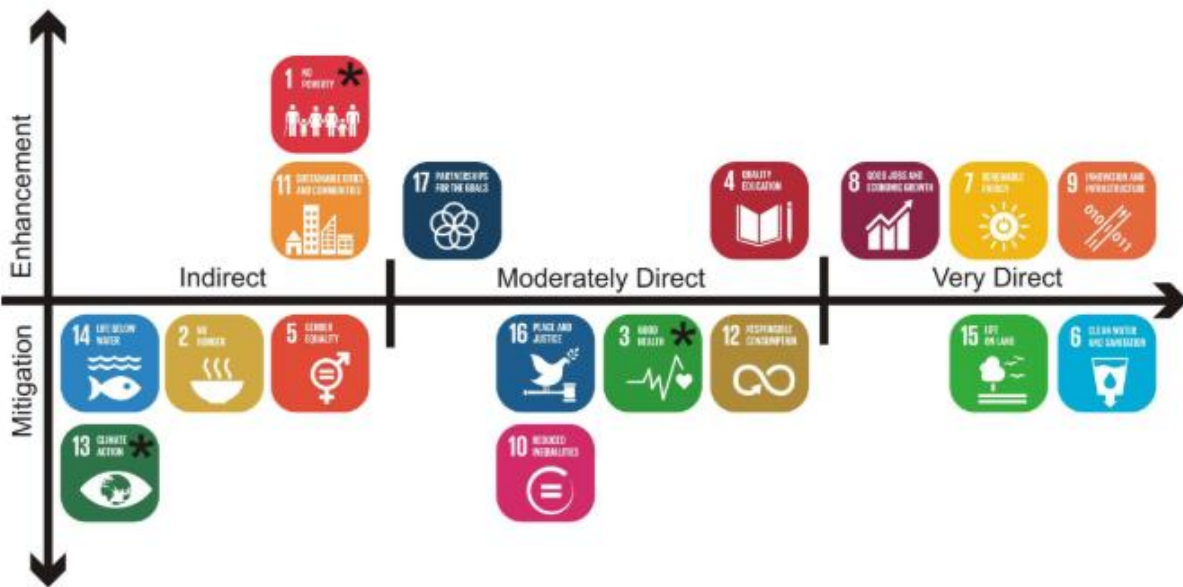 Enhancement
1 NO
POVERTY *
11 SUSTAINABLE CITIES
AND COMMUNITIES
17 PARTNERSHIPS
FOR THE GOALS
4 QUALITY
EDUCATION
8 GOOD JOBS AND
ECONOMIC GROWTH
7 RENEWABLE
ENERGY
9 INNOVATION AND
INFRASTRUCTURE
010
011
Indirect
Moderately Direct
Very Direct
Mitigation
14 LIFE BELOW
WATER
2 NO
HUNGER
5 GENDER
EQUALITY
16 PLACE AND
JUSTICE
3 GOOD
HEALTH *
12 RESPONSIBLE
CONSUMPTION
15 LIFE
ON LAND
6 CLEAN WATER
AND SANITATION
13 CLIMATE
ACTION *
10 REDUCED
INEQUALITIES